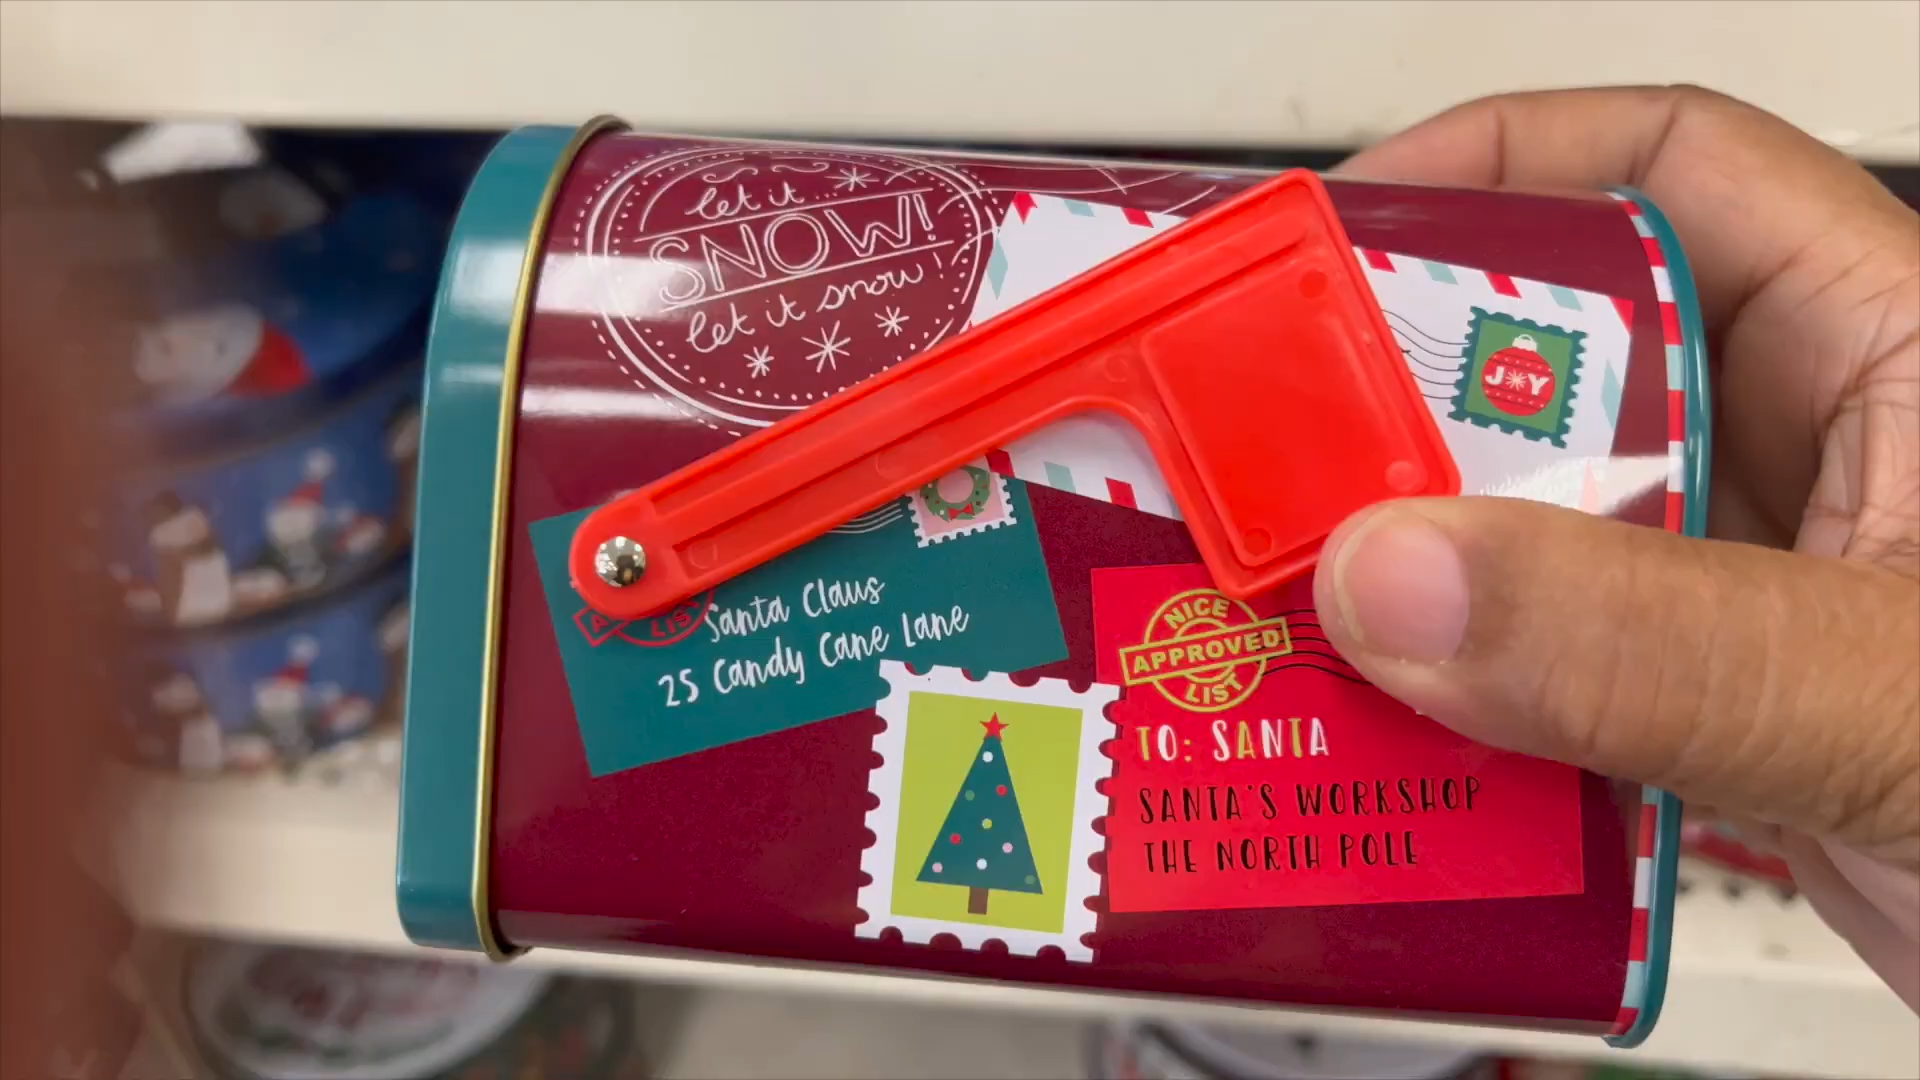 let it...
SNOW!
let it snow!
JOY
LIST
Santa Claus
25 Candy Cane Lane
NICE
APPROVED
LIST
TO: SANTA
SANTA'S WORKSHOP
THE NORTH POLE